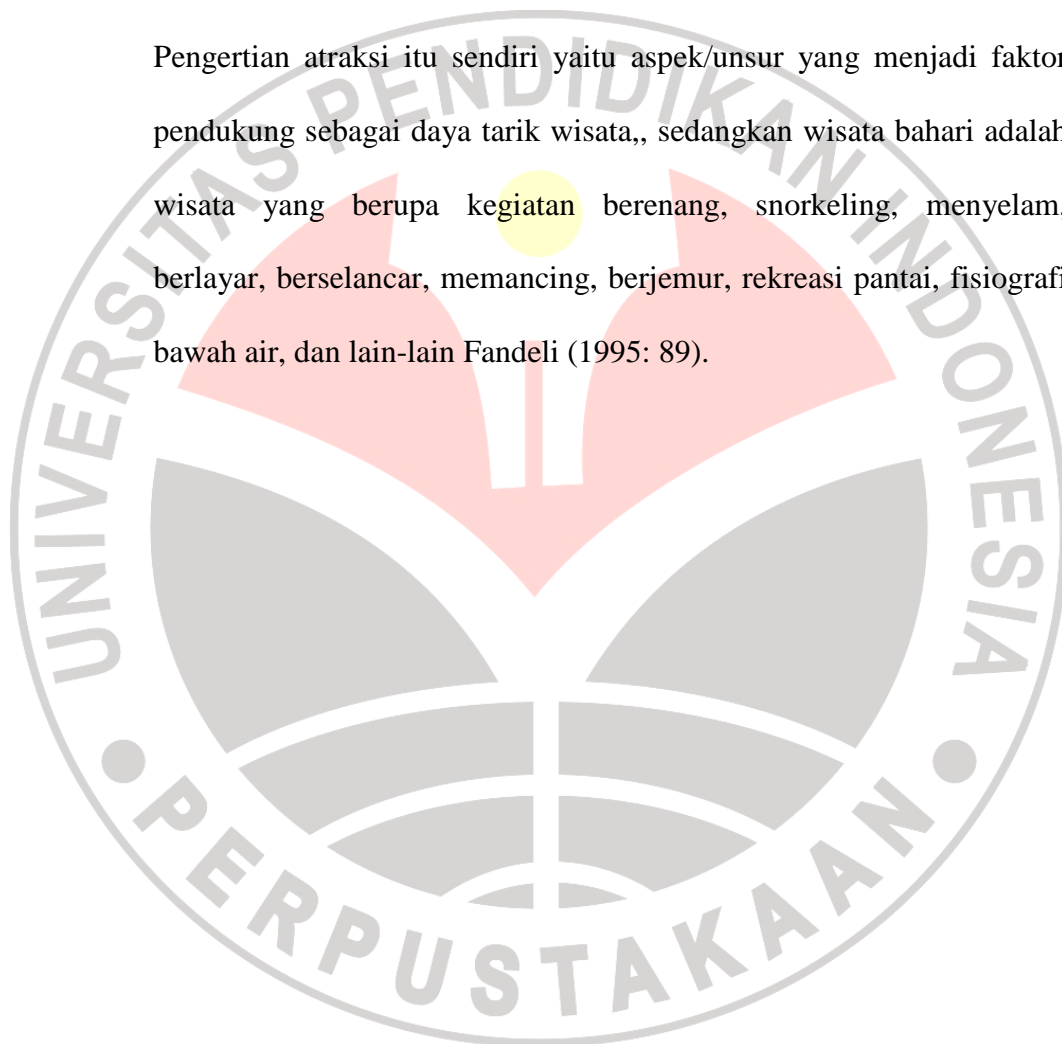 Pengertian atraksi itu sendiri yaitu aspek/unsur yang menjadi faktor
pendukung sebagai daya tarik wisata,, sedangkan wisata bahari adalah
wisata yang berupa kegiatan berenang, snorkeling, menyelam,
berlayar, berselancar, memancing, berjemur, rekreasi pantai, fisiografi
bawah air, dan lain-lain Fandeli (1995: 89).
UNIVERSITAS PENDIDIKAN INDONESIA
PERPUSTAKAAN